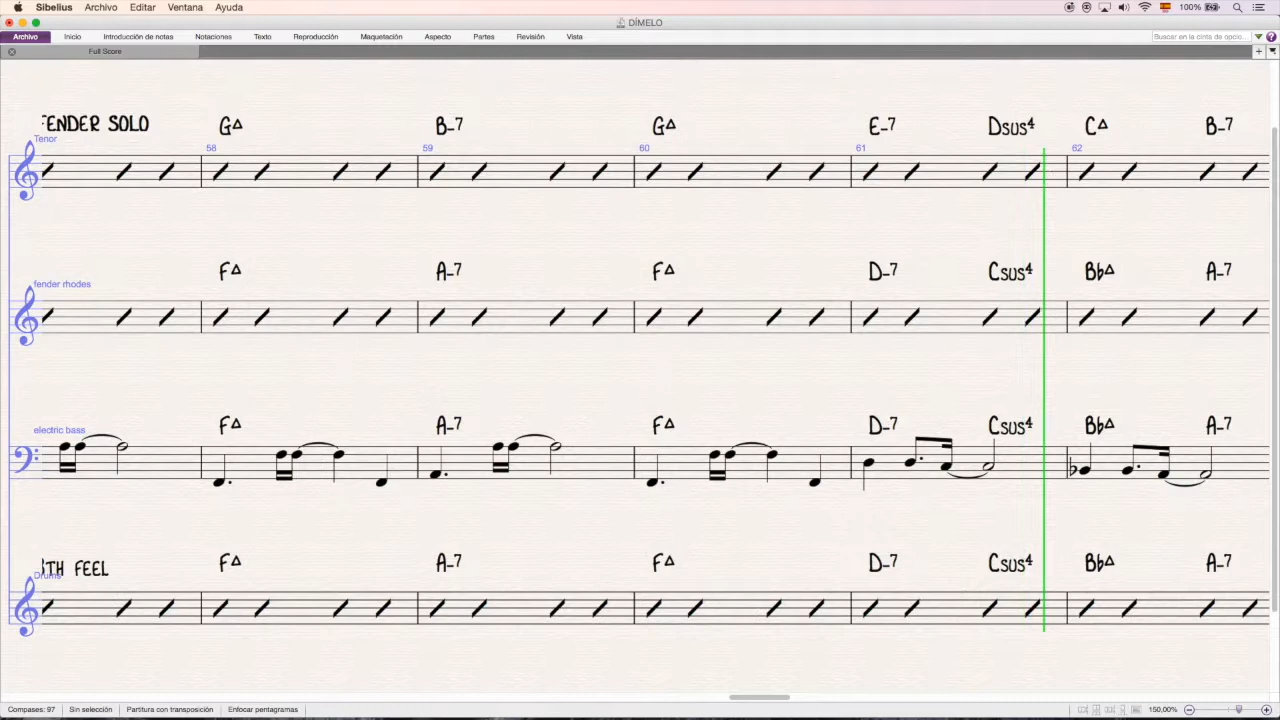 Sibelius Archivo Editar Ventana Ayuda 100%
DÍMELO
Archivo Inicio Introducción de notas Notaciones Texto Reproducción Maquetación Aspecto Partes Revisión Vista Buscar en la cinta de opcio...
Full Score
FENDER SOLO G△ B-7 G△ E-7 Dsus4 C△ B-7
Tenor
58 59 60 61 62
F△ A-7 F△ D-7 Csus4 B♭△ A-7
fender rhodes
F△ A-7 F△ D-7 Csus4 B♭△ A-7
electric bass
F△ A-7 F△ D-7 Csus4 B♭△ A-7
TH FEEL
Drums
Compases: 97 Sin selección Partitura con transposición Enfocar pentagramas 150,00%